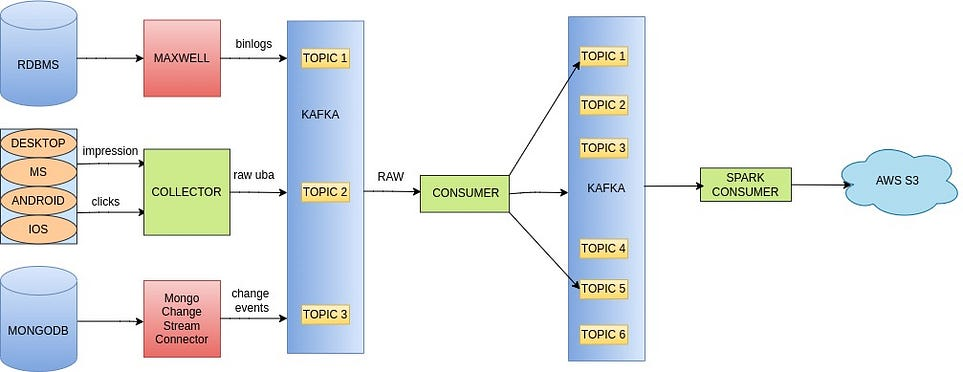 RDBMS
MAXWELL
binlogs
TOPIC 1
KAFKA
DESKTOP
MS
ANDROID
IOS
impression
clicks
COLLECTOR
raw uba
TOPIC 2
MONGODB
Mongo
Change
Stream
Connector
change
events
TOPIC 3
RAW
CONSUMER
TOPIC 1
TOPIC 2
TOPIC 3
KAFKA
TOPIC 4
TOPIC 5
TOPIC 6
SPARK
CONSUMER
AWS S3